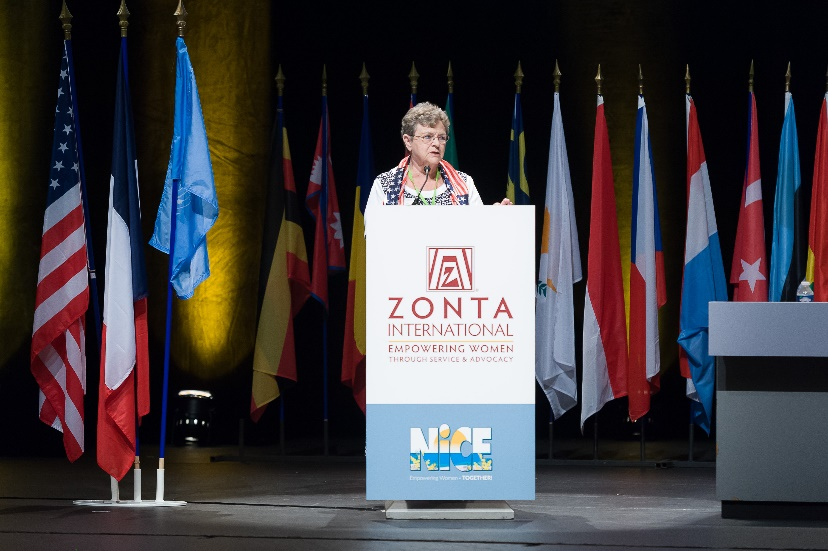 ZONTA
INTERNATIONAL
EMPOWERING WOMEN
THROUGH SERVICE & ADVOCACY
NiCE
Empowering Women – TOGETHER!